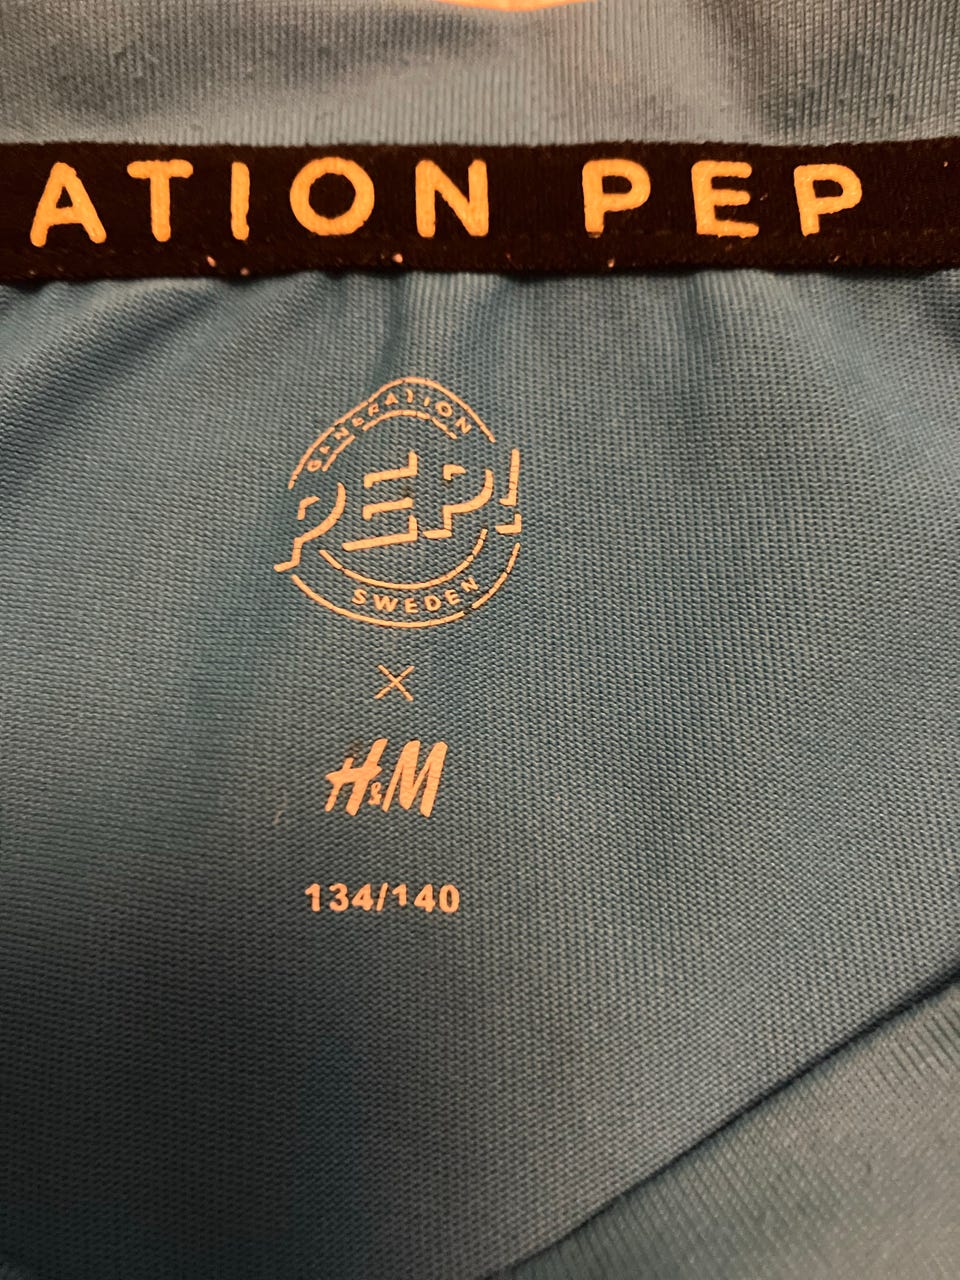 ATION PEP
GENERATION
PEP!
SWEDEN
X
H&M
134/140